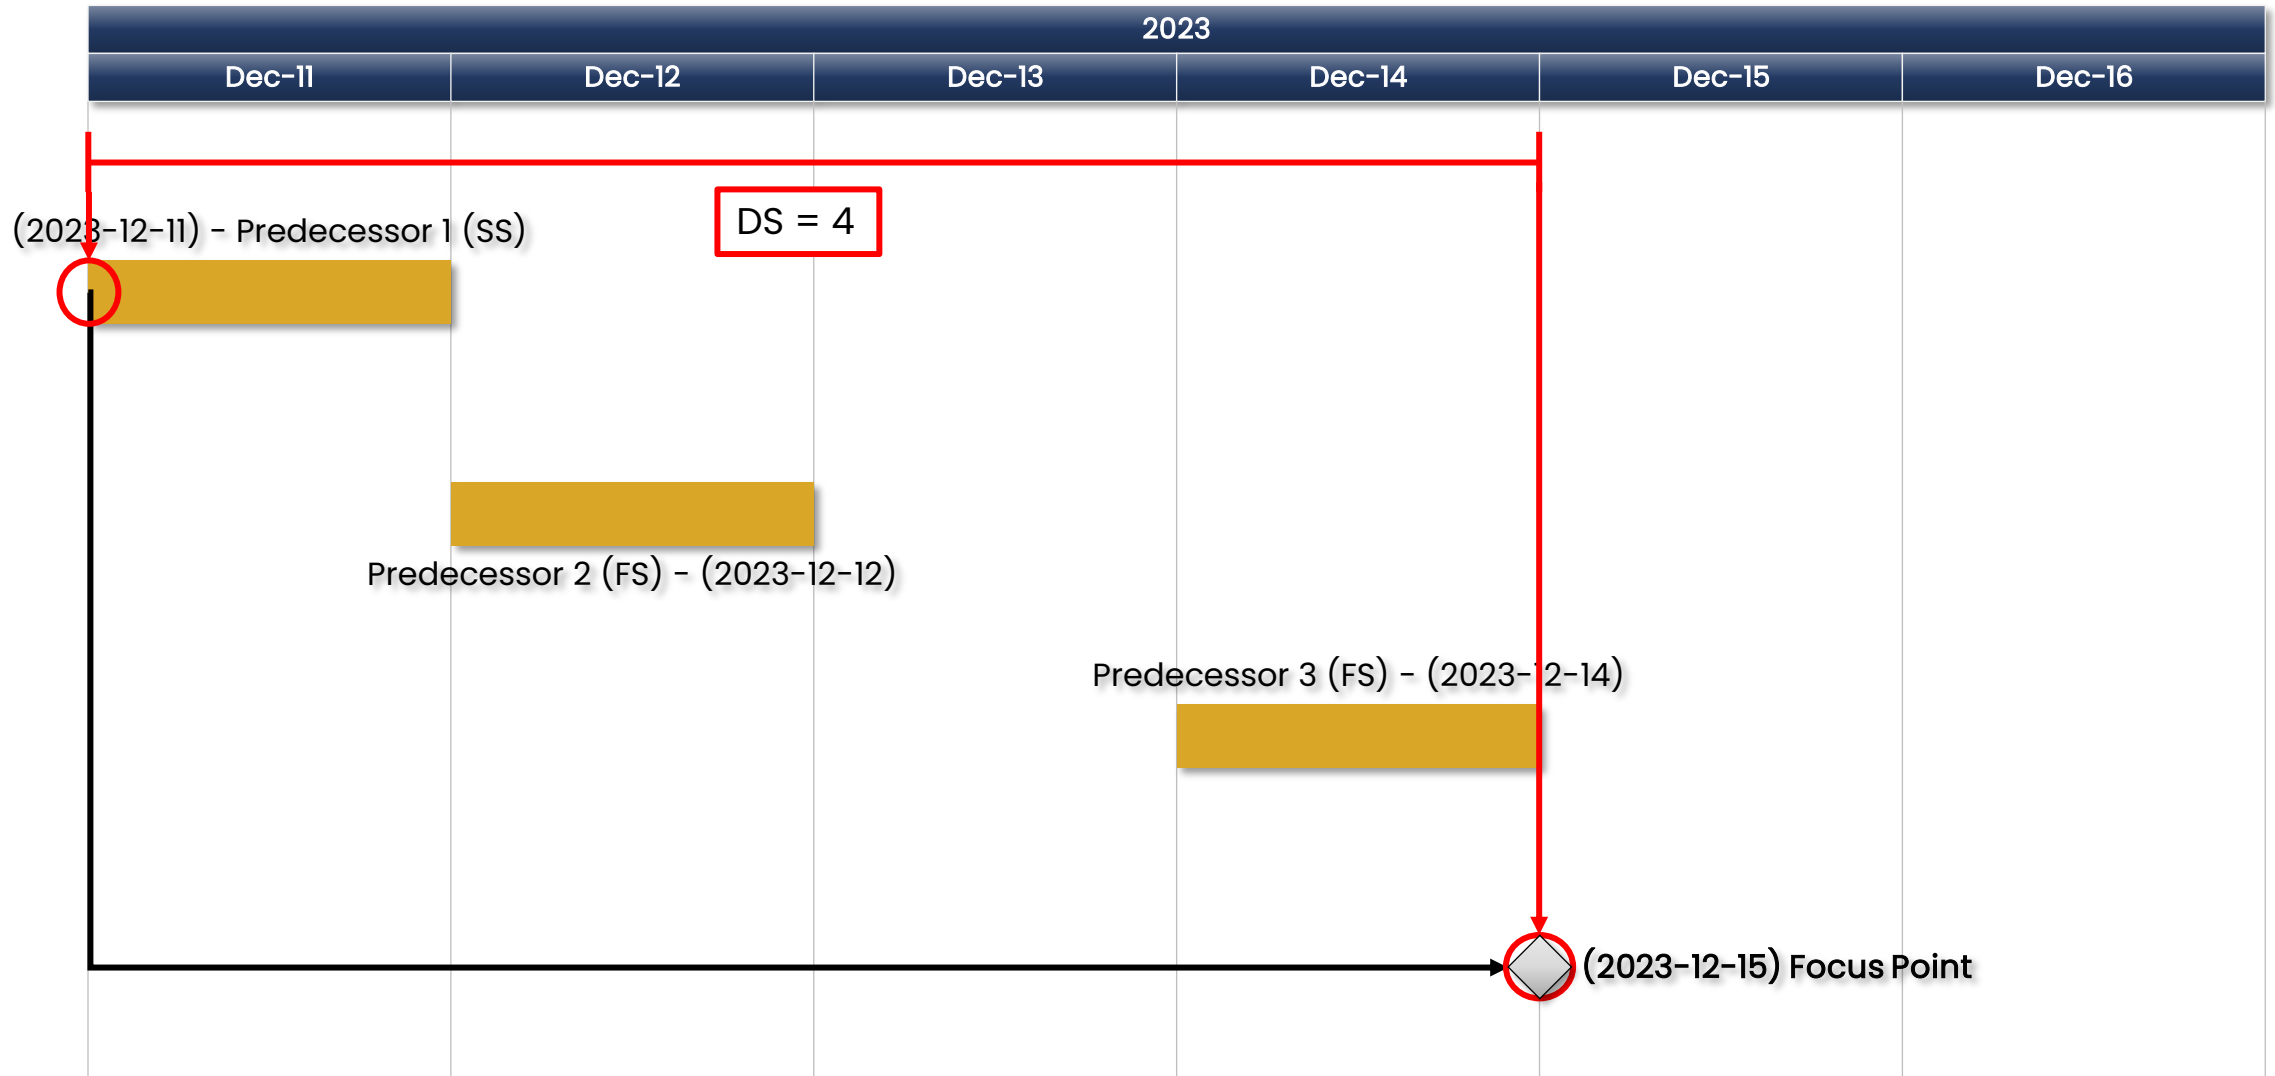 2023
Dec-11 Dec-12 Dec-13 Dec-14 Dec-15 Dec-16
DS = 4
(2023-12-11) - Predecessor 1 (SS)
Predecessor 2 (FS) - (2023-12-12)
Predecessor 3 (FS) - (2023-12-14)
(2023-12-15) Focus Point